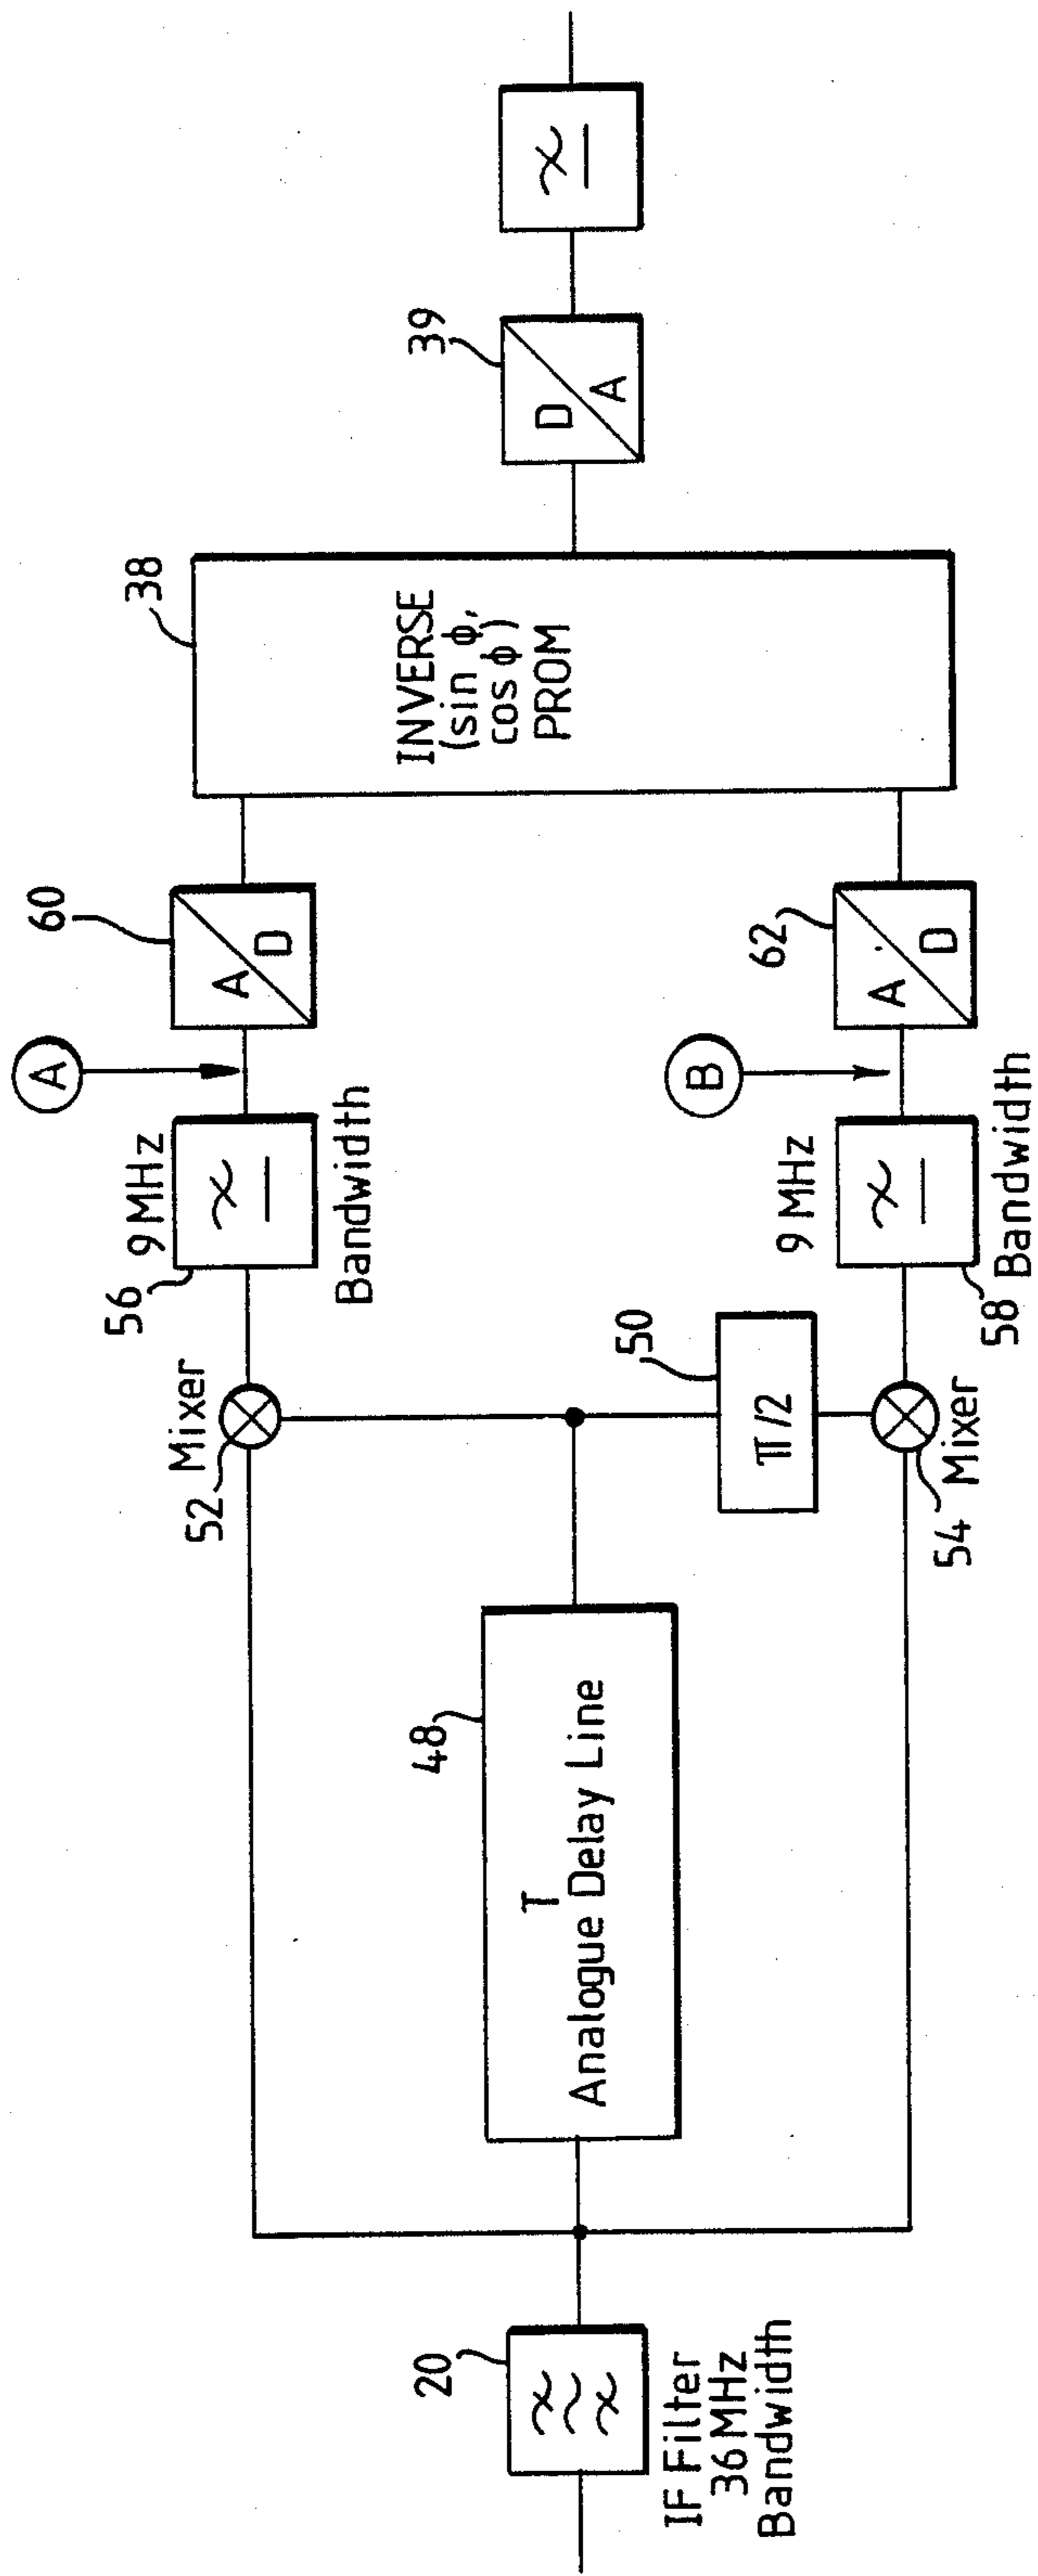 20
IF Filter
36 MHz
Bandwidth
48
T
Analogue Delay Line
52
Mixer
50
π/2
54
Mixer
56
9 MHz
Bandwidth
58
9 MHz
Bandwidth
A
B
60
A
D
62
A
D
38
INVERSE
(sin φ,
cos φ)
PROM
39
D
A